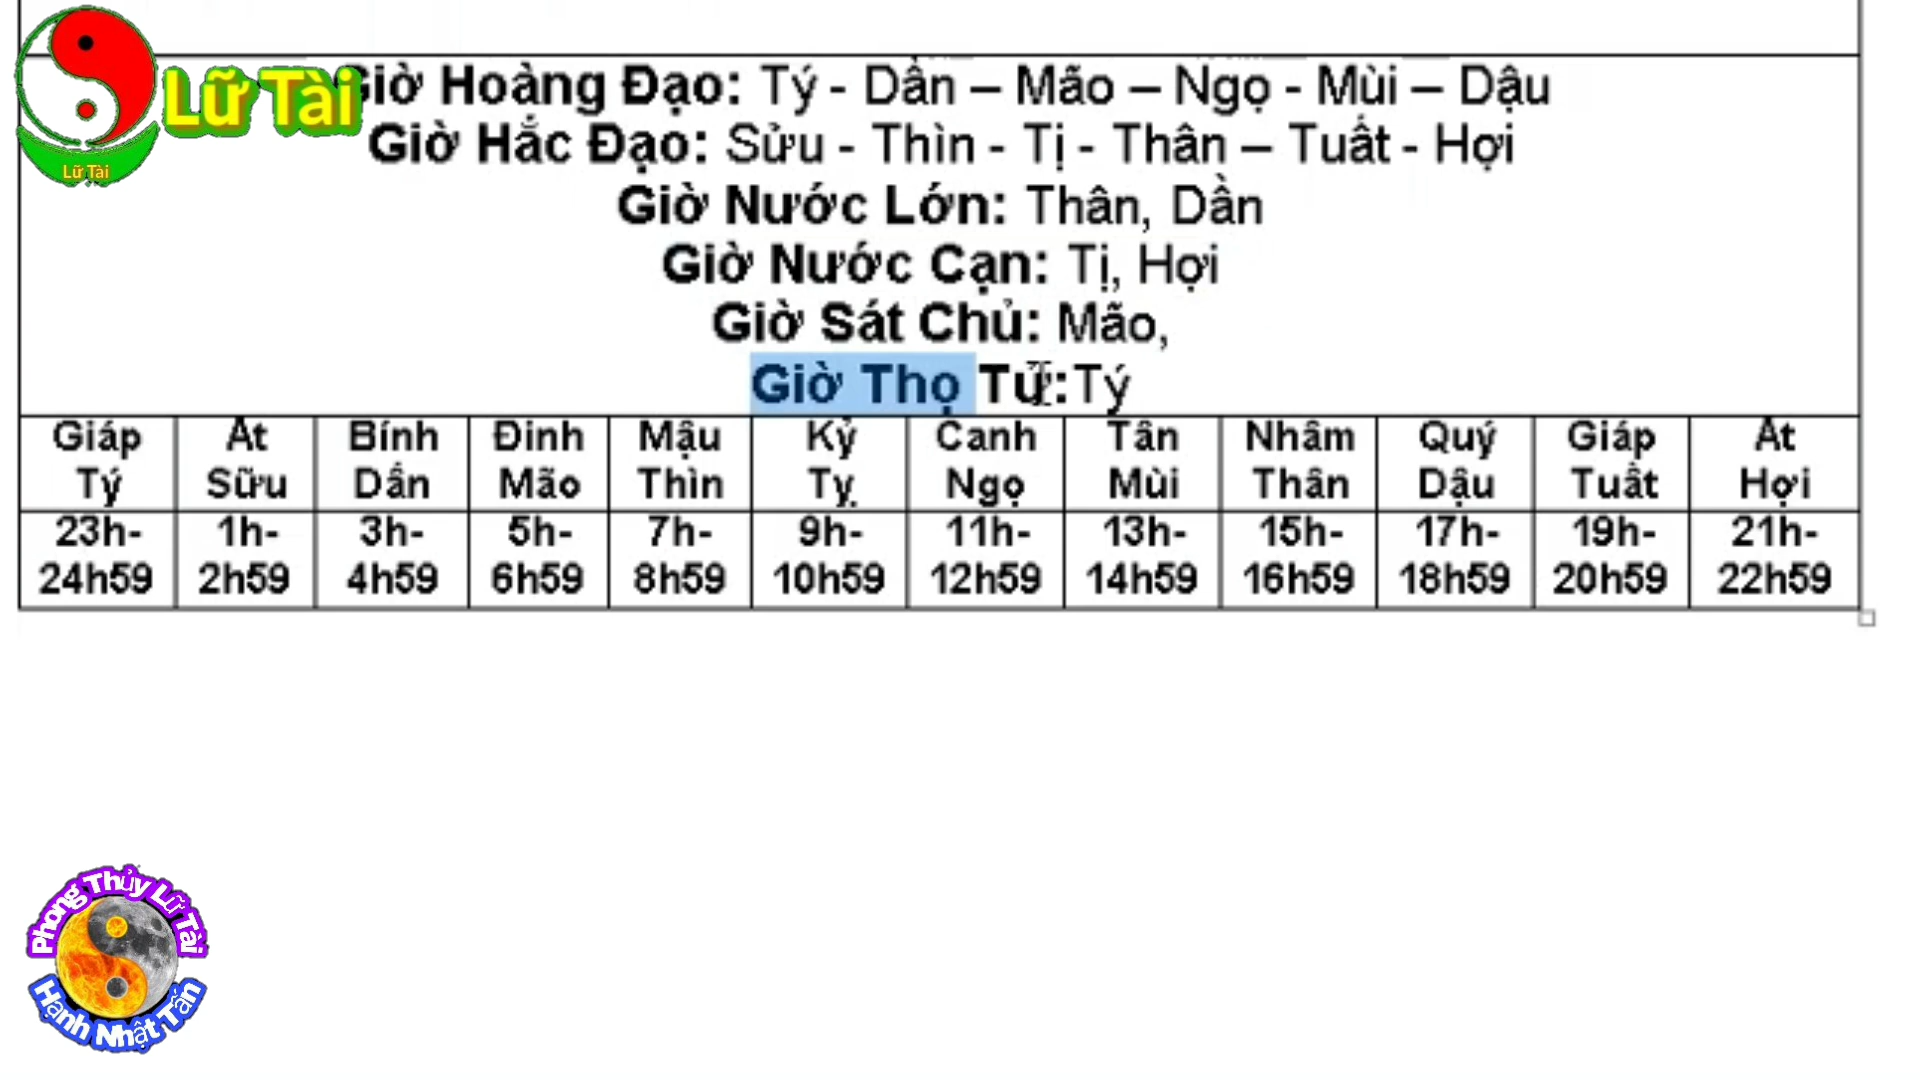 Lữ Tài
Lữ Tài
Giờ Hoàng Đạo: Tý - Dần – Mão – Ngọ - Mùi – Dậu
Giờ Hắc Đạo: Sửu - Thìn - Tị - Thân – Tuất - Hợi
Giờ Nước Lớn: Thân, Dần
Giờ Nước Cạn: Tị, Hợi
Giờ Sát Chủ: Mão,
Giờ Thọ Tử: Tý
Giáp Ất Bính Đinh Mậu Kỷ Canh Tân Nhâm Quý Giáp Ất
Tý Sữu Dần Mão Thìn Tỵ Ngọ Mùi Thân Dậu Tuất Hợi
23h- 1h- 3h- 5h- 7h- 9h- 11h- 13h- 15h- 17h- 19h- 21h-
24h59 2h59 4h59 6h59 8h59 10h59 12h59 14h59 16h59 18h59 20h59 22h59
Phong Thủy Lữ Tài
Hạnh Nhật Tấn